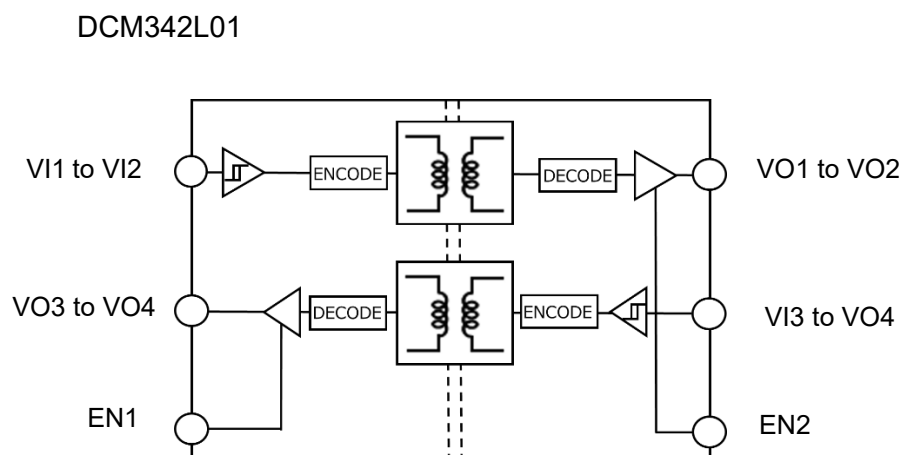 DCM342L01
VI1 to VI2
ENCODE
DECODE
VO1 to VO2
VO3 to VO4
DECODE
ENCODE
VI3 to VO4
EN1
EN2